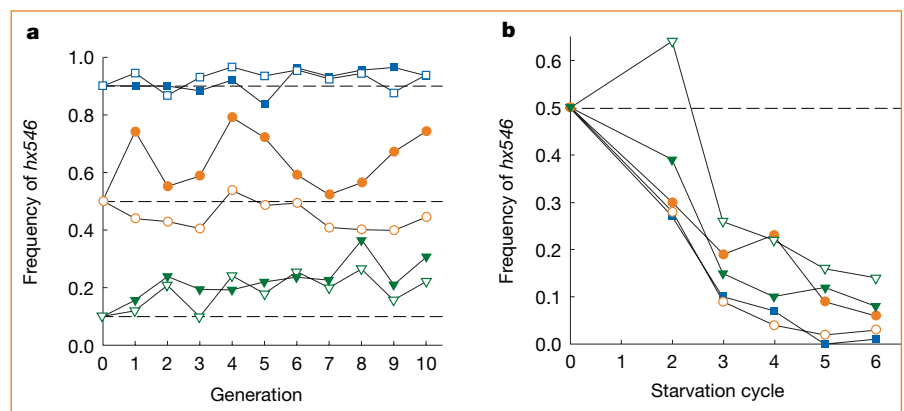 a
Frequency of hx546
1.0
0.8
0.6
0.4
0.2
0.0
0 1 2 3 4 5 6 7 8 9 10
Generation
b
Frequency of hx546
0.6
0.5
0.4
0.3
0.2
0.1
0.0
0 1 2 3 4 5 6
Starvation cycle